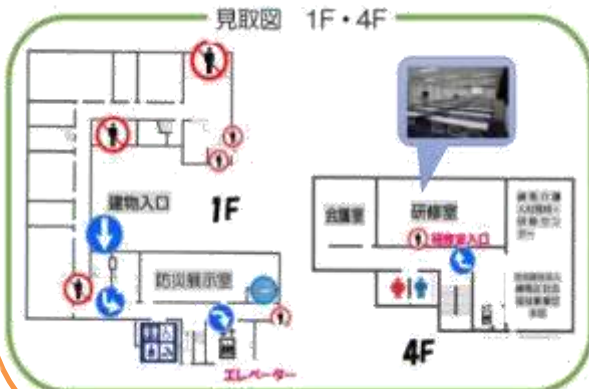 見取図 1F・4F
建物入口
1F
防災展示室
エレベーター
会議室
研修室
研修室入口
4F